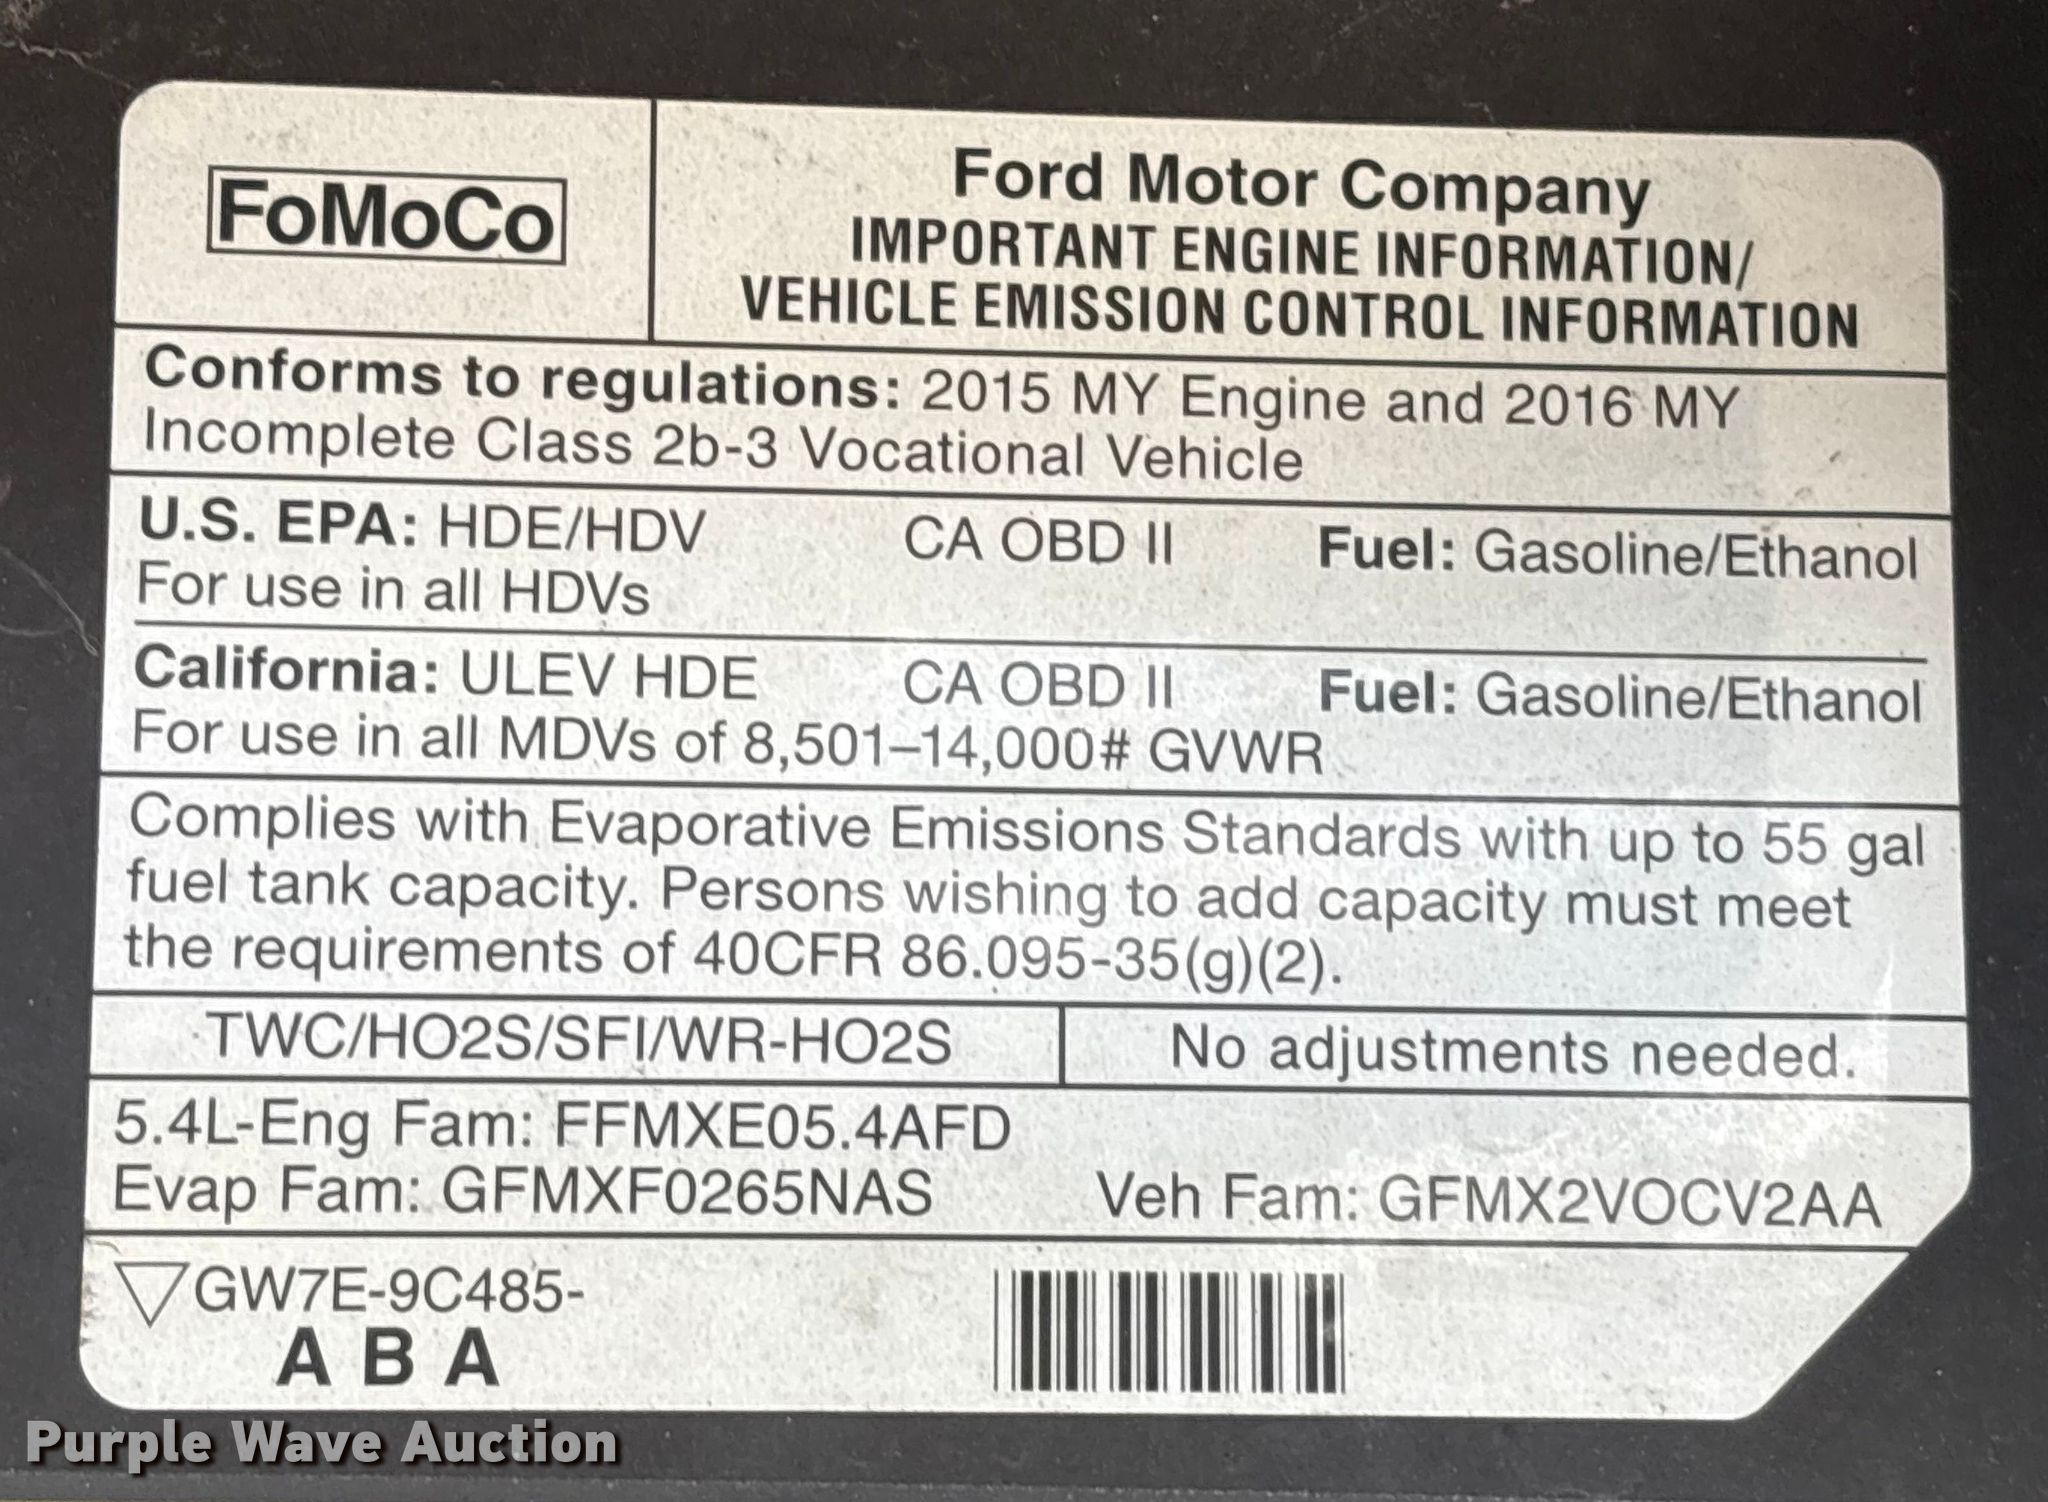 FoMoCo
Ford Motor Company
IMPORTANT ENGINE INFORMATION/
VEHICLE EMISSION CONTROL INFORMATION
Conforms to regulations: 2015 MY Engine and 2016 MY
Incomplete Class 2b-3 Vocational Vehicle
U.S. EPA: HDE/HDV CA OBD II Fuel: Gasoline/Ethanol
For use in all HDVs
California: ULEV HDE CA OBD II Fuel: Gasoline/Ethanol
For use in all MDVs of 8,501–14,000# GVWR
Complies with Evaporative Emissions Standards with up to 55 gal
fuel tank capacity. Persons wishing to add capacity must meet
the requirements of 40CFR 86.095-35(g)(2).
TWC/HO2S/SFI/WR-HO2S No adjustments needed.
5.4L-Eng Fam: FFMXE05.4AFD
Evap Fam: GFMXF0265NAS Veh Fam: GFMX2VOCV2AA
GW7E-9C485-
A B A
Purple Wave Auction